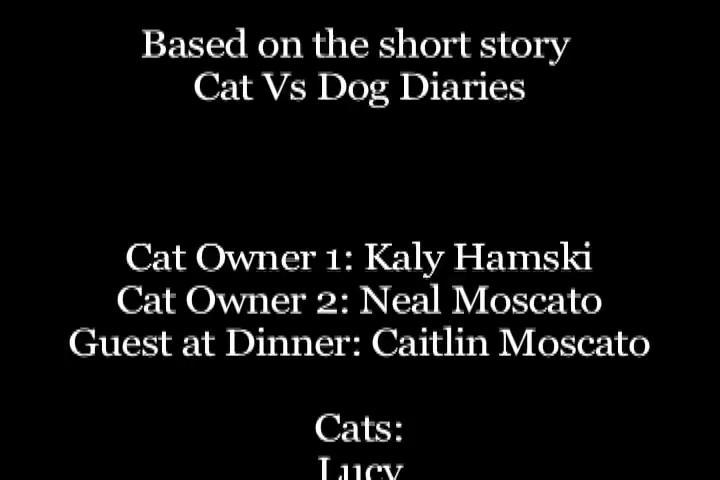 Based on the short story
Cat Vs Dog Diaries
Cat Owner 1: Kaly Hamski
Cat Owner 2: Neal Moscato
Guest at Dinner: Caitlin Moscato
Cats:
Lucy